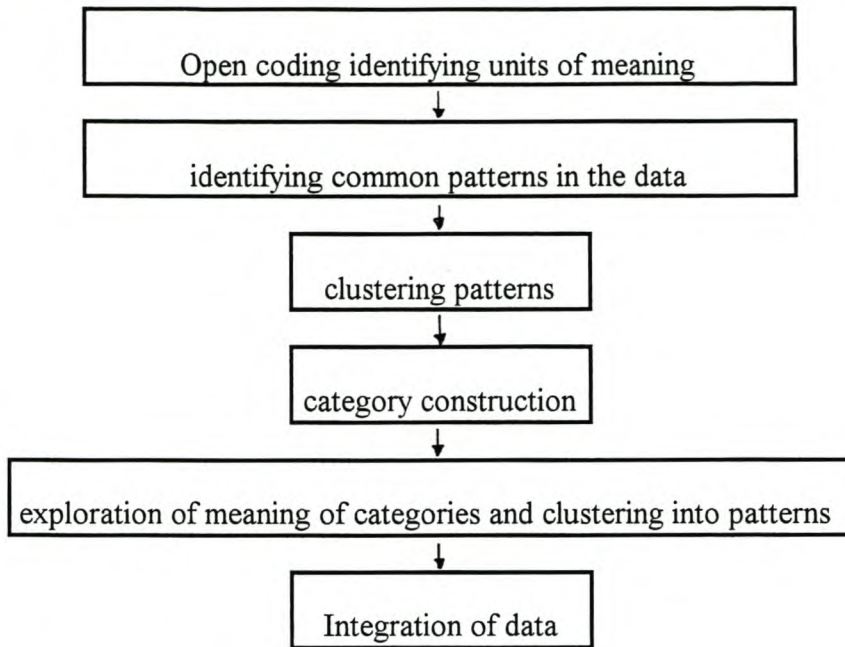 Open coding identifying units of meaning
identifying common patterns in the data
clustering patterns
category construction
exploration of meaning of categories and clustering into patterns
Integration of data